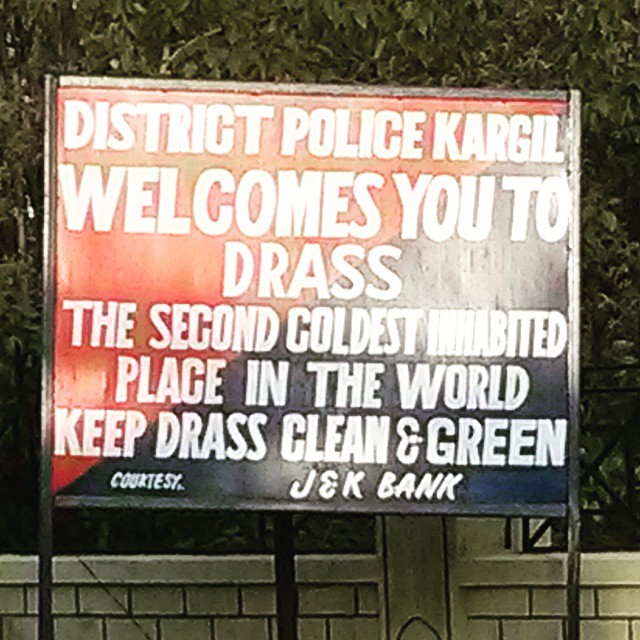 DISTRICT POLICE KARGIL
WELCOMES YOU TO
DRASS
THE SECOND COLDEST INHABITED
PLACE IN THE WORLD
KEEP DRASS CLEAN & GREEN
COURTESY. J&K BANK